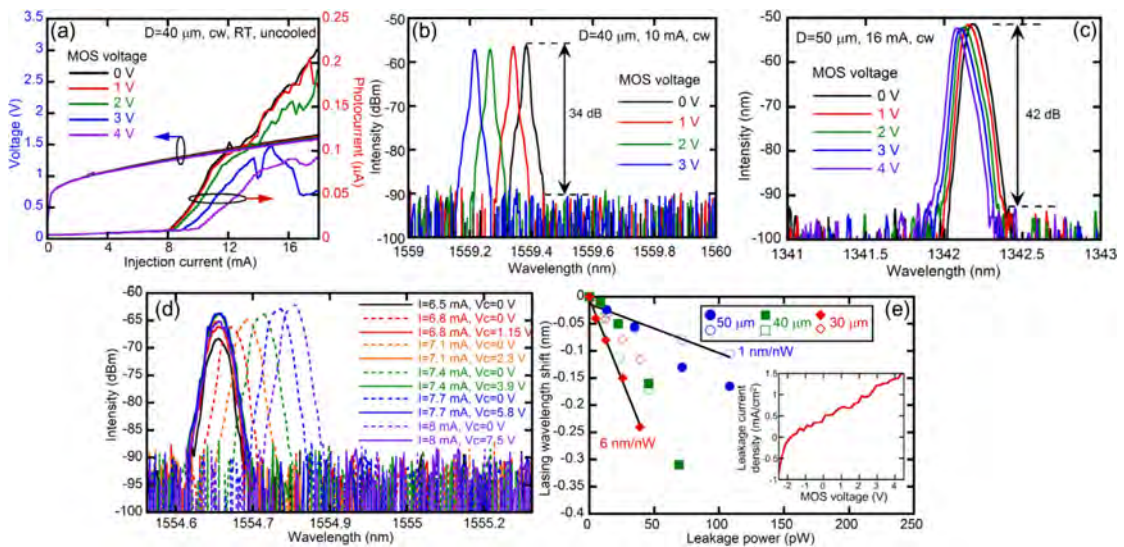 (a)
D=40 μm, cw, RT, uncooled
MOS voltage
0 V
1 V
2 V
3 V
4 V
Voltage (V)
3.5
3
2.5
2
1.5
1
0.5
0
Photocurrent (μA)
0.25
0.2
0.15
0.1
0.05
0
0
4
8
12
16
Injection current (mA)
(b)
D=40 μm, 10 mA, cw
MOS voltage
0 V
1 V
2 V
3 V
34 dB
Intensity (dBm)
-50
-60
-70
-80
-90
-100
1559
1559.2
1559.4
1559.6
1559.8
1560
Wavelength (nm)
(c)
D=50 μm, 16 mA, cw
MOS voltage
0 V
1 V
2 V
3 V
4 V
42 dB
Intensity (nm)
-50
-60
-70
-80
-90
-100
1341
1341.5
1342
1342.5
1343
Wavelength (nm)
(d)
I=6.5 mA, Vc=0 V
I=6.6 mA, Vc=0 V
I=6.8 mA, Vc=1.15 V
I=7.1 mA, Vc=0 V
I=7.1 mA, Vc=2.3 V
I=7.4 mA, Vc=0 V
I=7.4 mA, Vc=3.9 V
I=7.7 mA, Vc=0 V
I=7.7 mA, Vc=5.8 V
I=8 mA, Vc=0 V
I=8 mA, Vc=7.5 V
Intensity (dBm)
-60
-65
-70
-75
-80
-85
-90
-95
-100
1554.6
1554.7
1554.9
1555
1555.2
Wavelength (nm)
(e)
50 μm
40 μm
30 μm
1 nm/nW
6 nm/nW
Lasing wavelength shift (nm)
0
-0.05
-0.1
-0.15
-0.2
-0.25
-0.3
-0.35
-0.4
0
50
100
150
200
250
Leakage power (pW)
Leakage current
density (mA/cm²)
1.5
1
0.5
0
0.5
-1
-2
-1
0
1
2
3
4
MOS voltage (V)